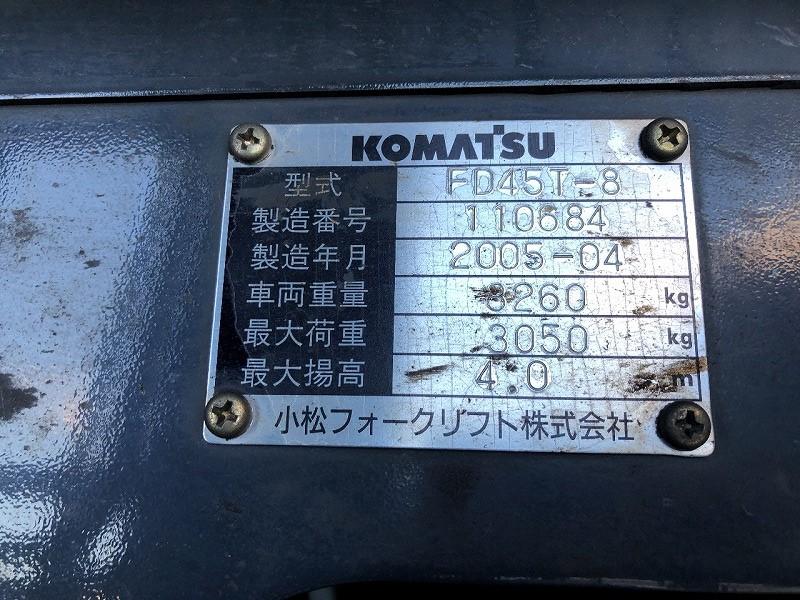 KOMATSU
型式 FD45T-8
製造番号 110684
製造年月 2005-04
車両重量 kg
最大荷重 3050 kg
最大揚高 4.0 m
小松フォークリフト株式会社